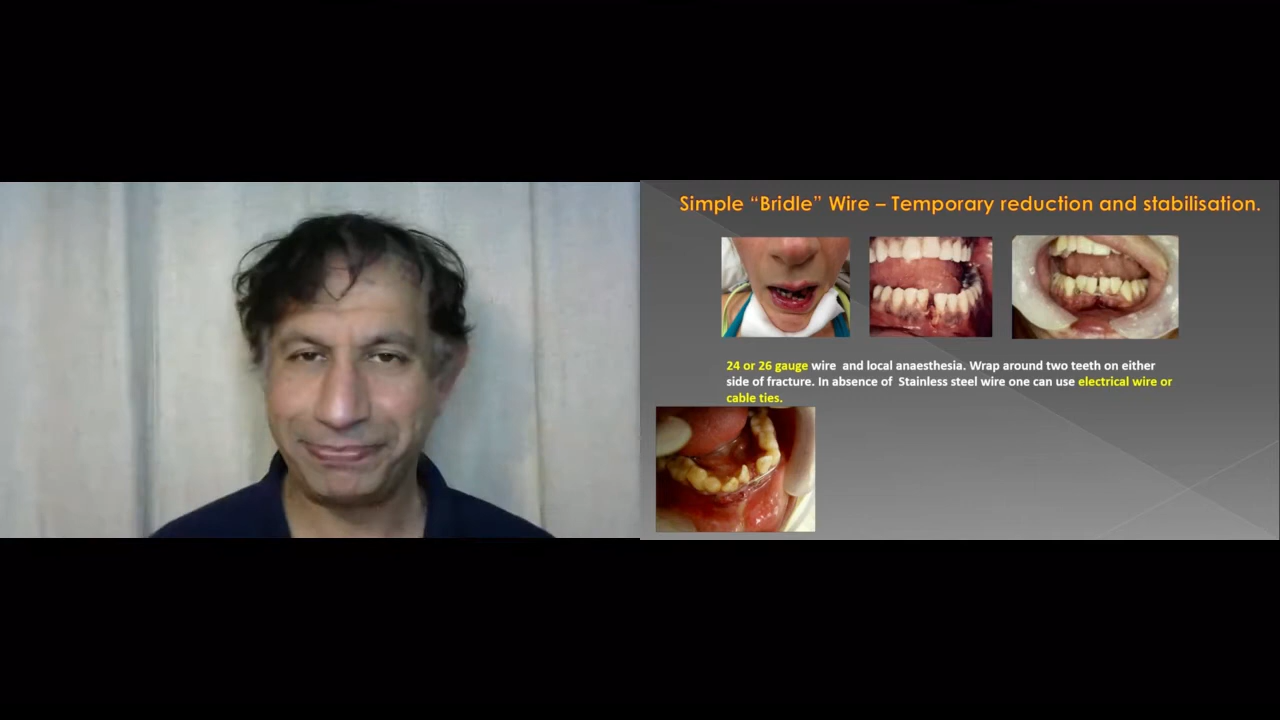 Simple “Bridle” Wire – Temporary reduction and stabilisation.
24 or 26 gauge wire and local anaesthesia. Wrap around two teeth on either
side of fracture. In absence of Stainless steel wire one can use electrical wire or
cable ties.